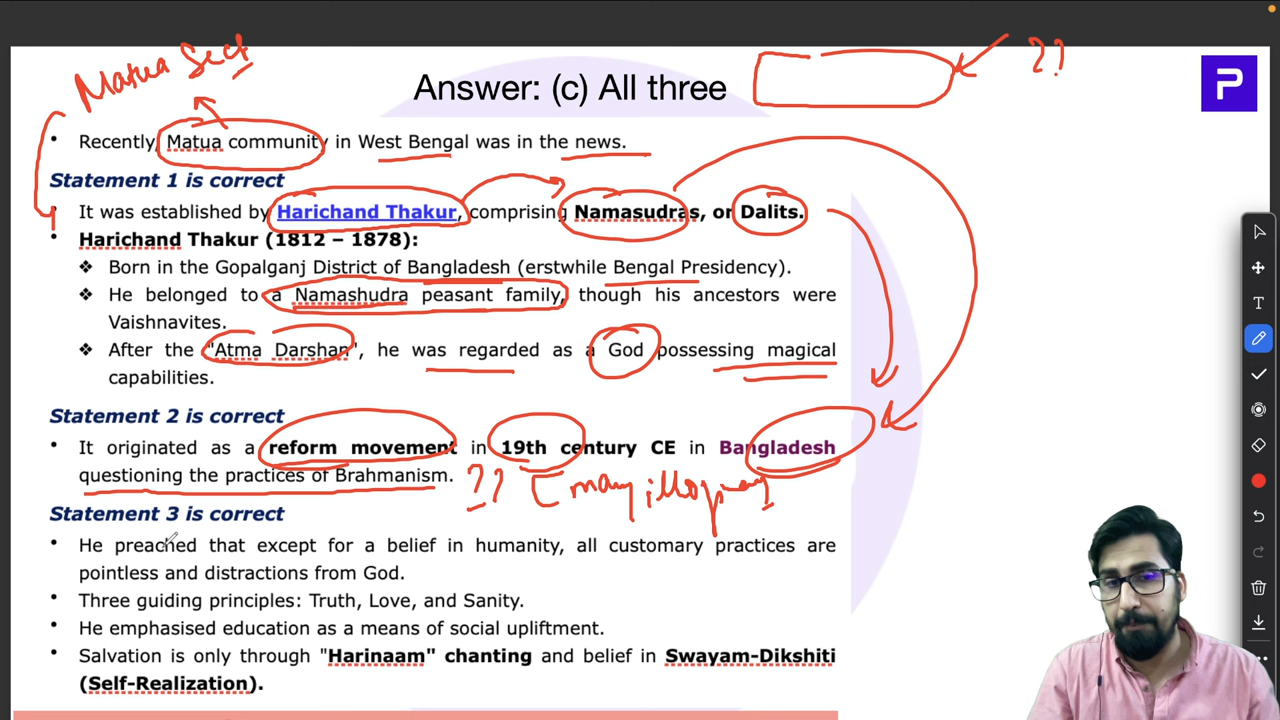 Matua Sect
??
Answer: (c) All three
P
• Recently, Matua community in West Bengal was in the news.
Statement 1 is correct
• It was established by Harichand Thakur, comprising Namasudras, or Dalits.
• Harichand Thakur (1812 – 1878):
❖ Born in the Gopalganj District of Bangladesh (erstwhile Bengal Presidency).
❖ He belonged to a Namashudra peasant family, though his ancestors were
Vaishnavites.
❖ After the "Atma Darshan", he was regarded as a God possessing magical
capabilities.
Statement 2 is correct
• It originated as a reform movement in 19th century CE in Bangladesh
questioning the practices of Brahmanism.
?? [many
Statement 3 is correct
• He preached that except for a belief in humanity, all customary practices are
pointless and distractions from God.
• Three guiding principles: Truth, Love, and Sanity.
• He emphasised education as a means of social upliftment.
• Salvation is only through "Harinaam" chanting and belief in Swayam-Dikshiti
(Self-Realization).
T